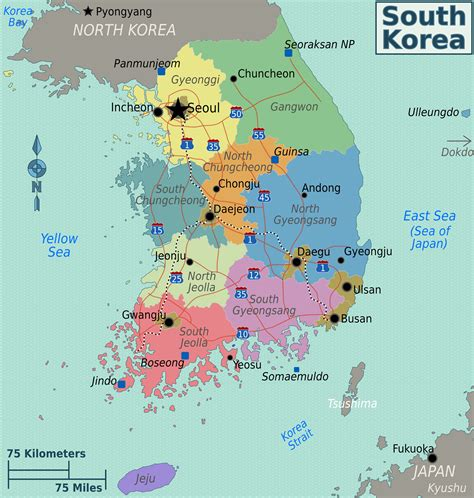 Korea
Bay
Pyongyang
NORTH KOREA
South
Korea
Panmunjeom
Seoraksan NP
Gyeonggi
Chuncheon
Incheon
Seoul
Gangwon
50
Ulleungdo
1
35
55
Dokdo
North
Chungcheong
Guinsa
South
Chungcheong
Chongju
Andong
45
North
Gyeongsang
Daejeon
15
1
East Sea
(Sea of
Japan)
Yellow
Sea
Daegu
Gyeongju
Jeonju
25
12
1
North
Jeolla
35
South
Gyeongsang
Ulsan
Gwangju
Busan
South
Jeolla
10
Boseong
Yeosu
Jindo
Somaemuldo
Tsushima
Korea
Strait
75 Kilometers
75 Miles
Jeju
Fukuoka
JAPAN
Kyushu